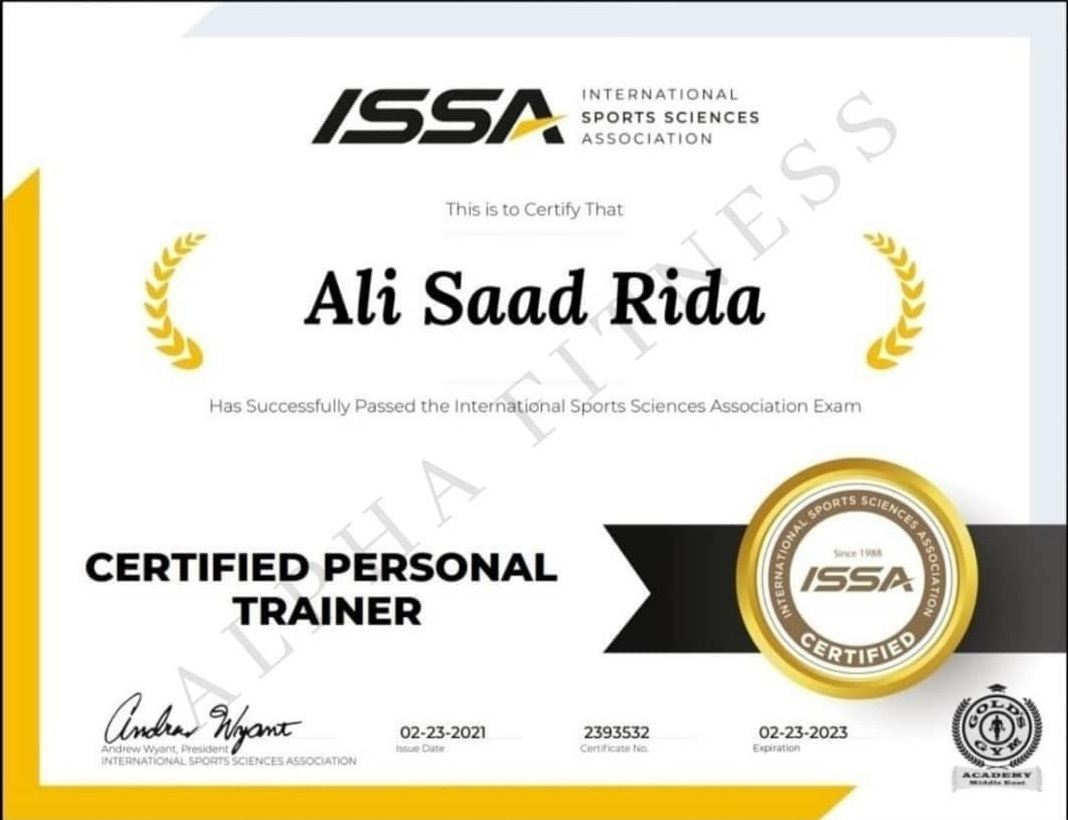 ISSA
INTERNATIONAL
SPORTS SCIENCES
ASSOCIATION
This is to Certify That
Ali Saad Rida
Has Successfully Passed the International Sports Sciences Association Exam
ALPHA FITNESS
CERTIFIED PERSONAL
TRAINER
INTERNATIONAL SPORTS SCIENCES ASSOCIATION
Since 1988
ISSA
CERTIFIED
Andrew Wyant
Andrew Wyant, President
INTERNATIONAL SPORTS SCIENCES ASSOCIATION
02-23-2021
Issue Date
2393532
Certificate No.
02-23-2023
Expiration
GOLD'S
GYM
ACADEMY
Middle East